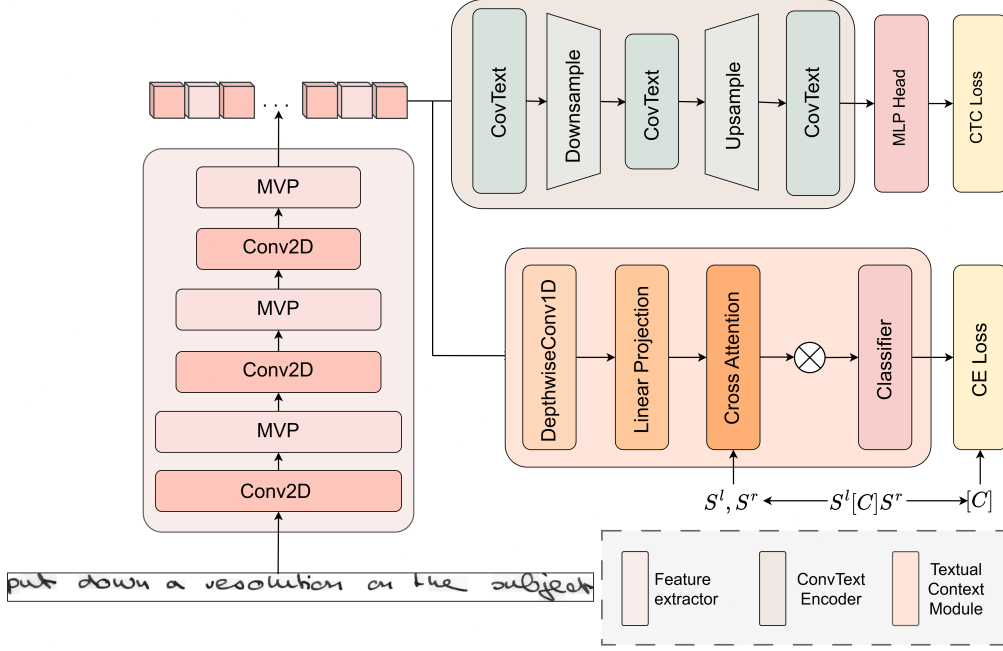 CovText
Downsample
CovText
Upsample
CovText
MLP Head
CTC Loss
. . .
MVP
Conv2D
MVP
Conv2D
MVP
Conv2D
DepthwiseConv1D
Linear Projection
Cross Attention
Classifier
CE Loss
S^l, S^r
S^l[C]S^r
[C]
put down a resolution on the subject
Feature
extractor
ConvText
Encoder
Textual
Context
Module